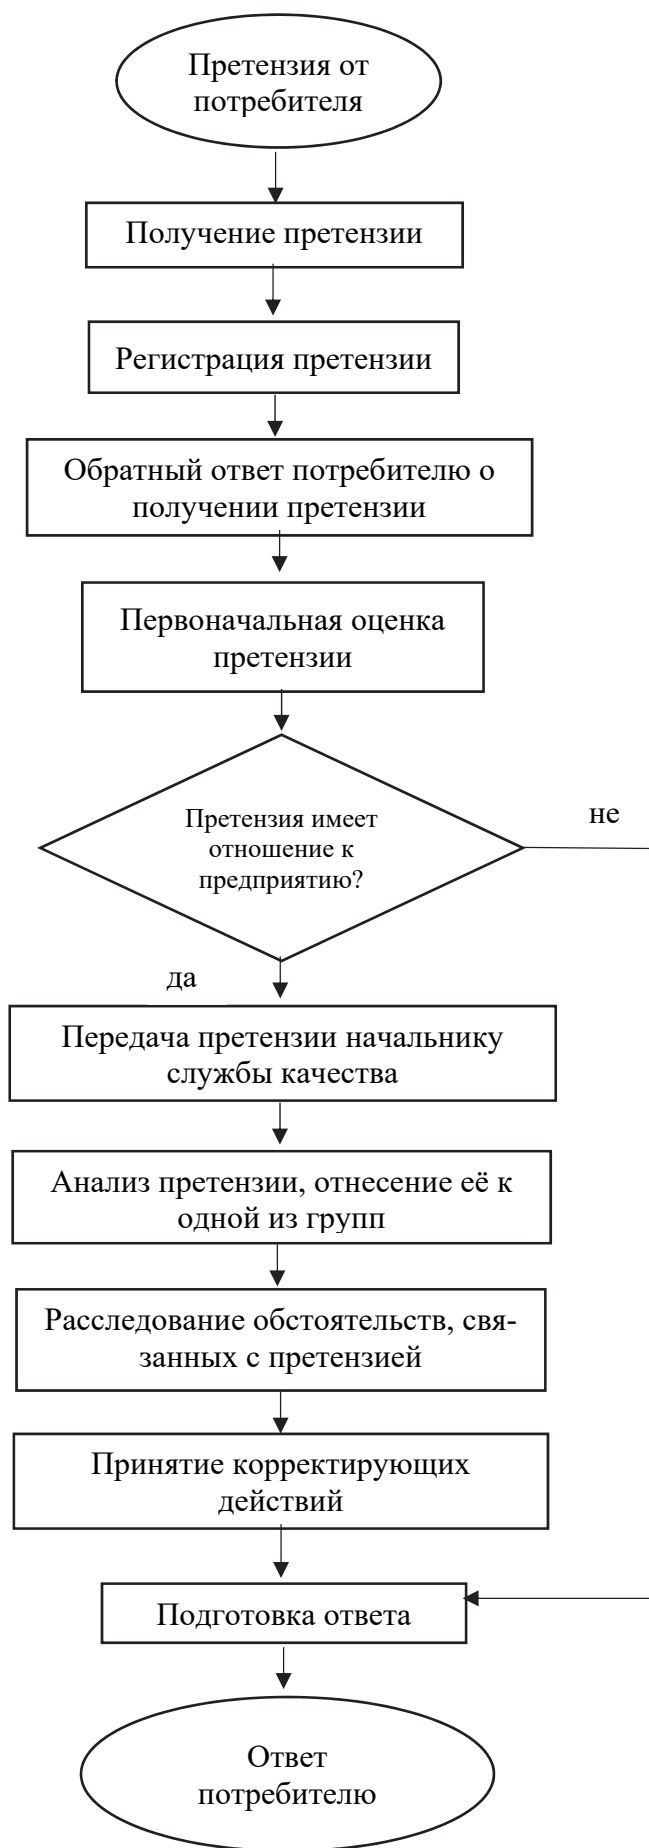 Претензия от
потребителя
Получение претензии
Регистрация претензии
Обратный ответ потребителю о
получении претензии
Первоначальная оценка
претензии
Претензия имеет
отношение к
предприятию?
не
да
Передача претензии начальнику
службы качества
Анализ претензии, отнесение её к
одной из групп
Расследование обстоятельств, свя-
занных с претензией
Принятие корректирующих
действий
Подготовка ответа
Ответ
потребителю